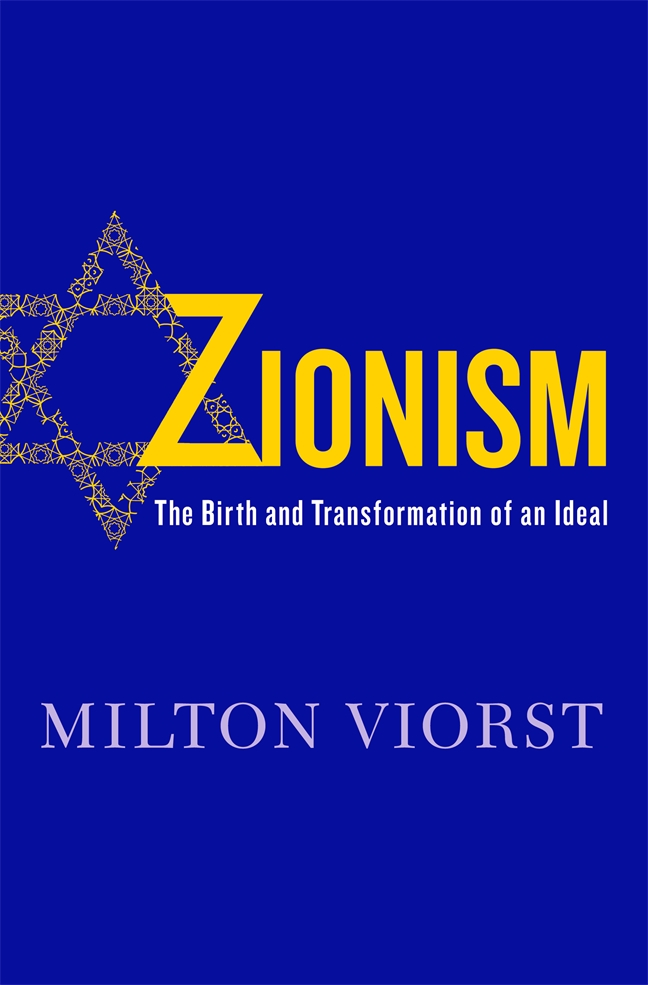 ZIONISM
The Birth and Transformation of an Ideal
MILTON VIORST